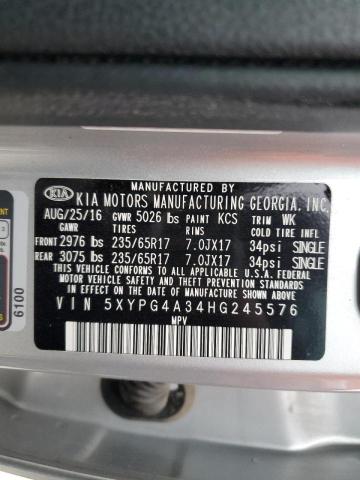 MANUFACTURED BY
KIA KIA MOTORS MANUFACTURING GEORGIA, INC.
AUG/25/16 GVWR 5026 lbs PAINT KCS TRIM WK
GAWR TIRES RIMS COLD TIRE INFL
FRONT 2976 lbs 235/65R17 7.0JX17 34psi SINGLE
REAR 3075 lbs 235/65R17 7.0JX17 34psi SINGLE
THIS VEHICLE CONFORMS TO ALL APPLICABLE U.S.A. FEDERAL
MOTOR VEHICLE SAFETY STANDARDS IN
EFFECT ON THE DATE OF MANUFACTURE SHOWN ABOVE.
VIN 5XYPG4A34HG245576
MPV
6100